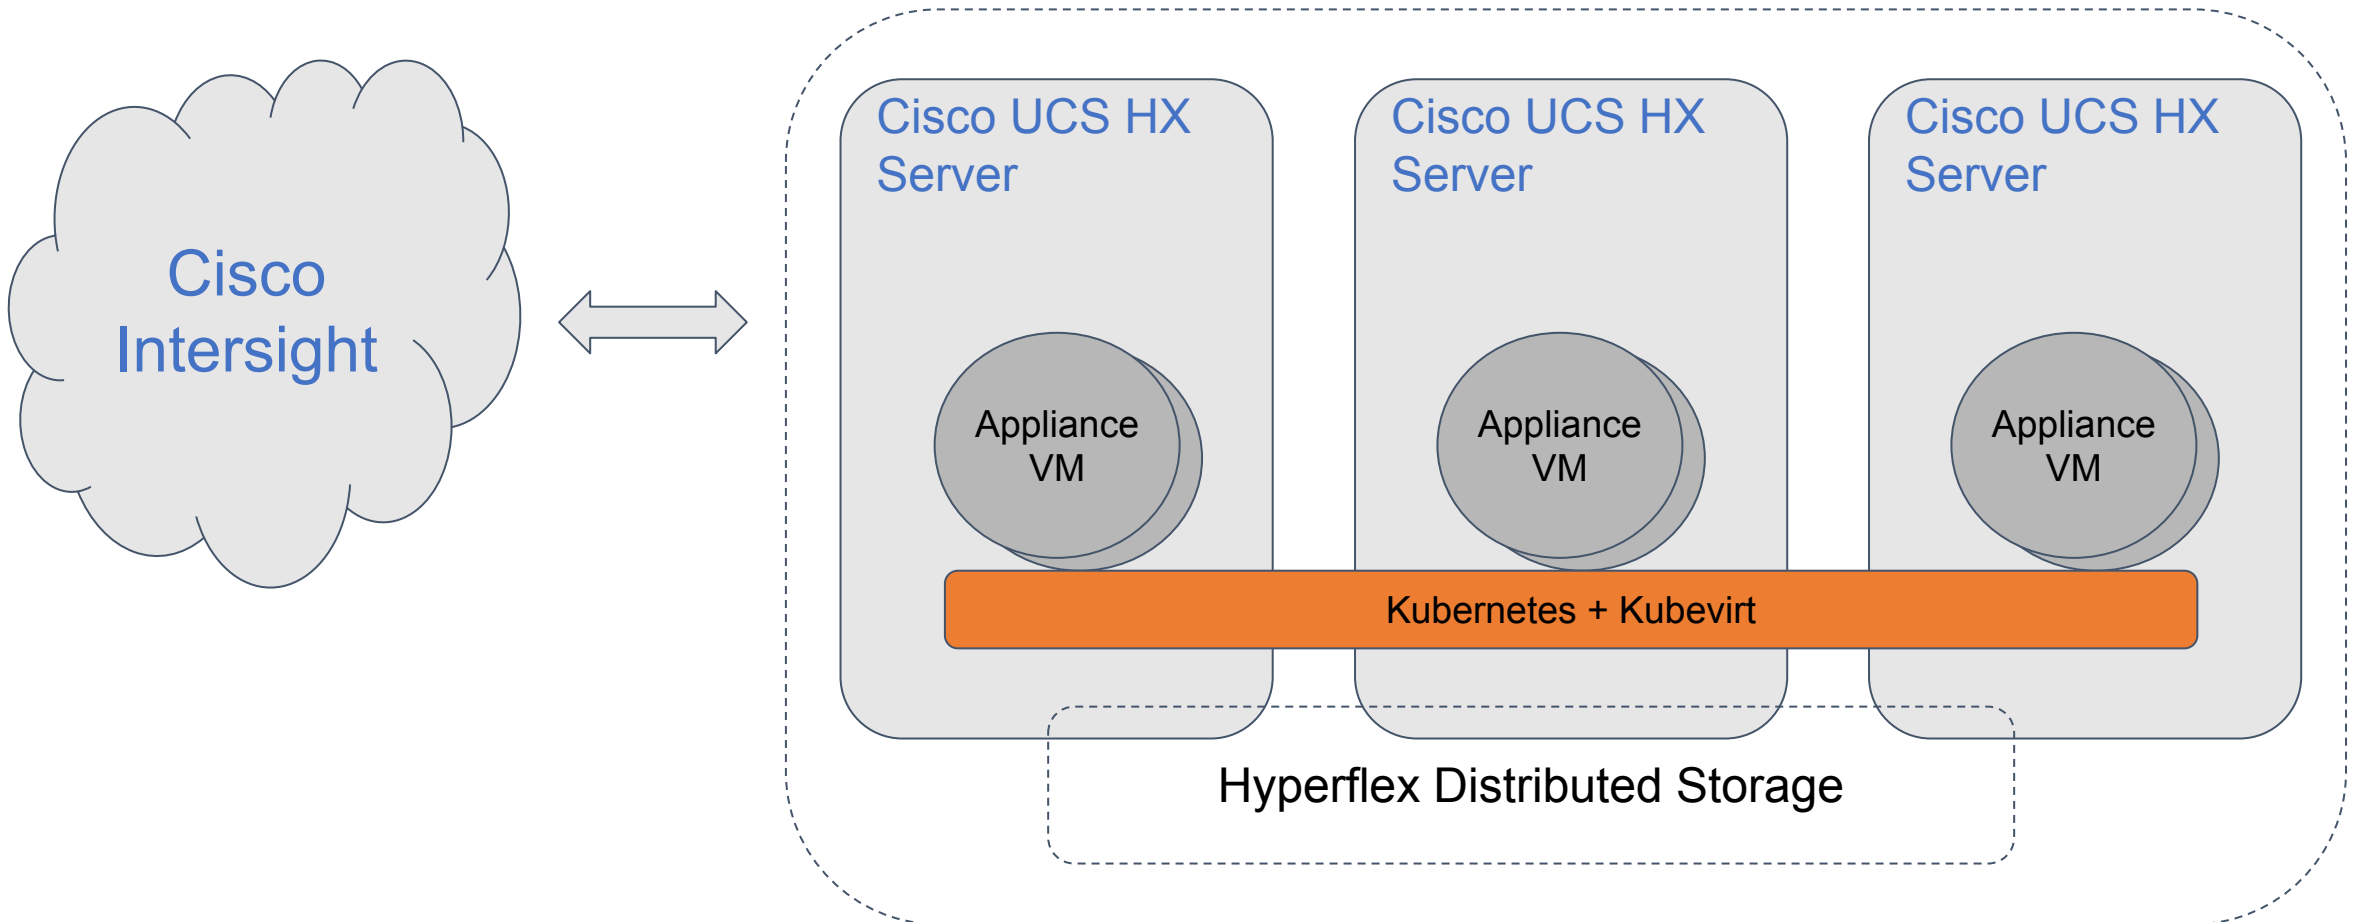 Cisco
Intersight
Cisco UCS HX
Server
Cisco UCS HX
Server
Cisco UCS HX
Server
Appliance
VM
Appliance
VM
Appliance
VM
Kubernetes + Kubevirt
Hyperflex Distributed Storage